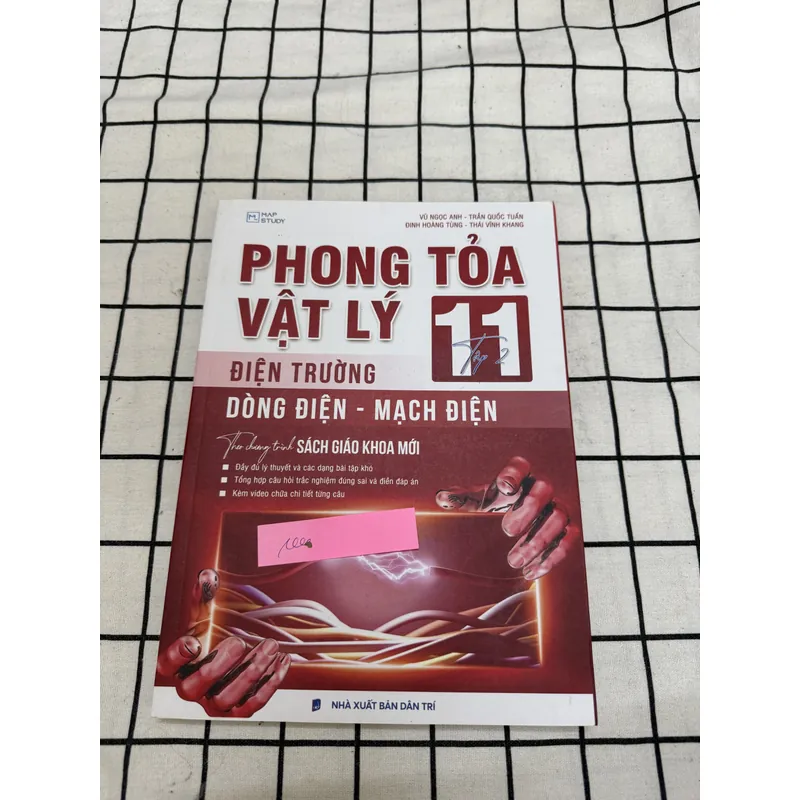 MAP
STUDY
VŨ NGỌC ANH - TRẦN QUỐC TUẤN
ĐINH HOÀNG TÙNG - THÁI VĨNH KHANG
PHONG TỎA
VẬT LÝ 11
Tập 2
ĐIỆN TRƯỜNG
DÒNG ĐIỆN - MẠCH ĐIỆN
Theo chương trình SÁCH GIÁO KHOA MỚI
Đầy đủ lý thuyết và các dạng bài tập khó
Tổng hợp câu hỏi trắc nghiệm đúng sai và điền đáp án
Kèm video chữa chi tiết từng câu
NHÀ XUẤT BẢN DÂN TRÍ